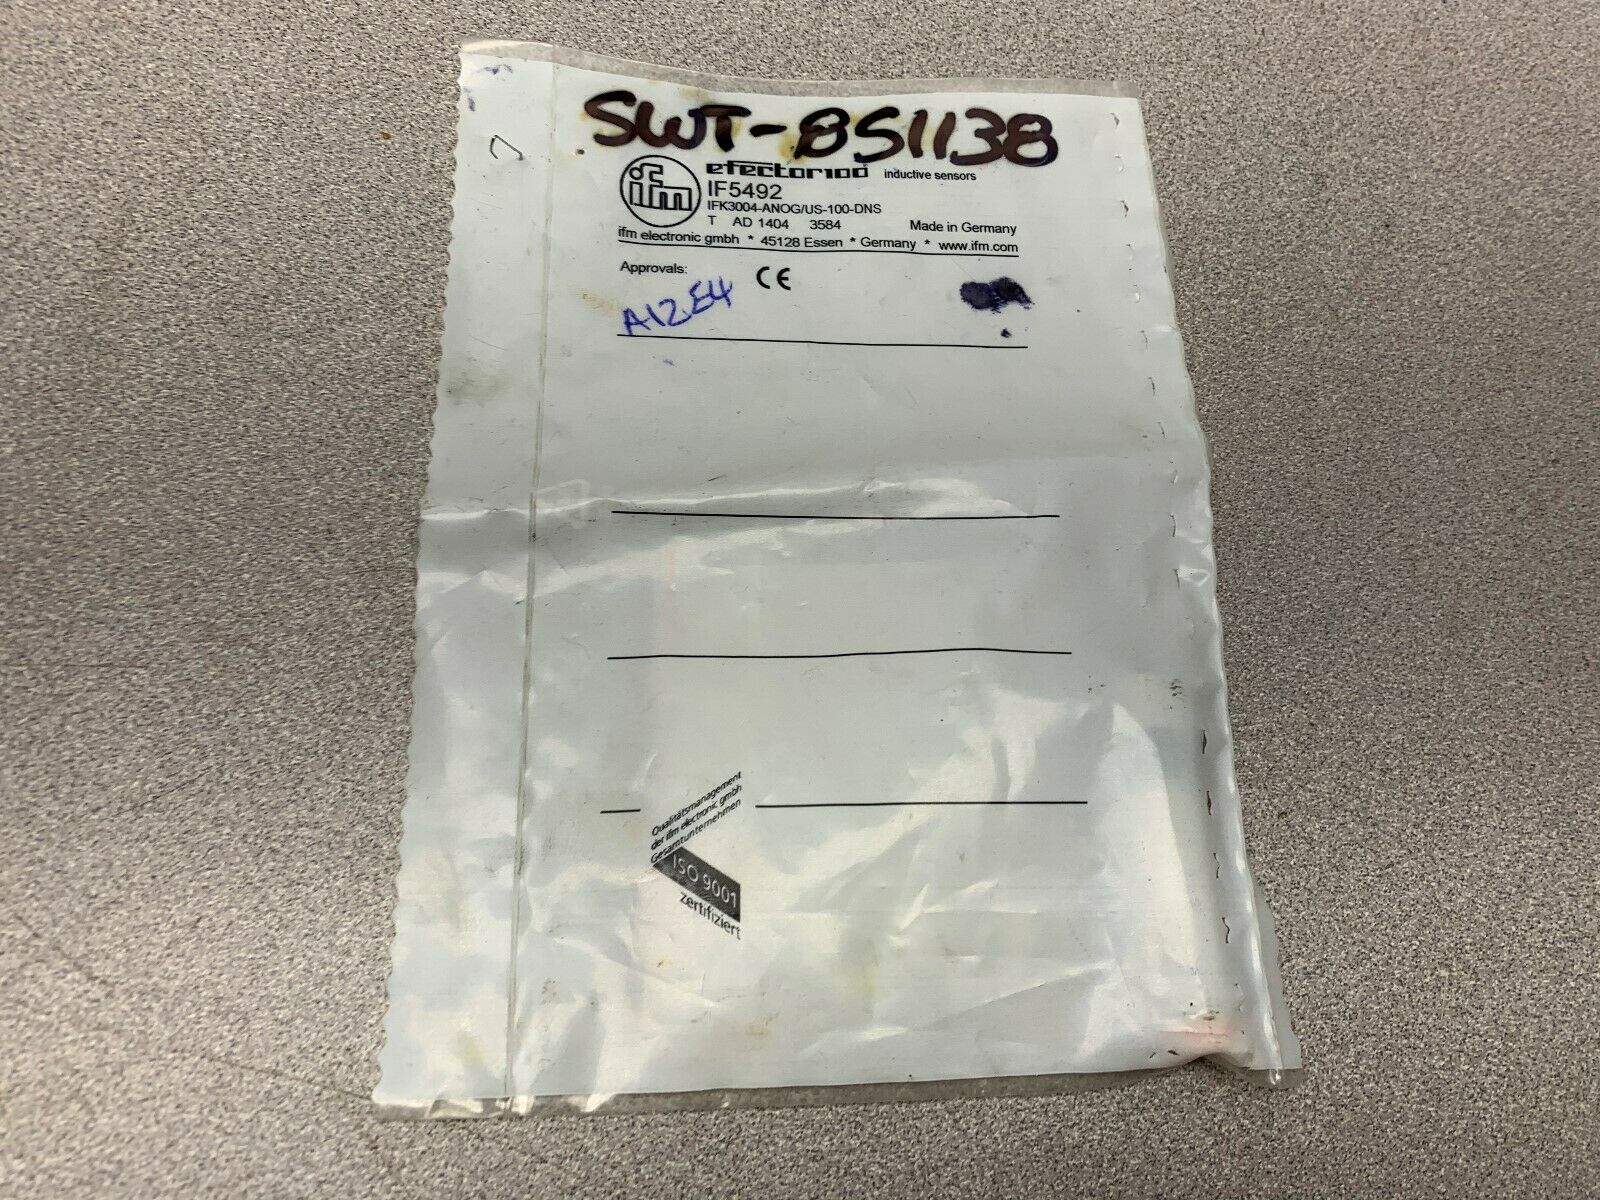 SWT-BS1138
ifm efector100 inductive sensors
IF5492
IFK3004-ANOG/US-100-DNS
T AD 1404 3584 Made in Germany
ifm electronic gmbh * 45128 Essen * Germany * www.ifm.com
Approvals: CE
A12E4
Qualitätsmanagement
der ifm electronic gmbh
Gesamtunternehmen
ISO 9001
zertifiziert